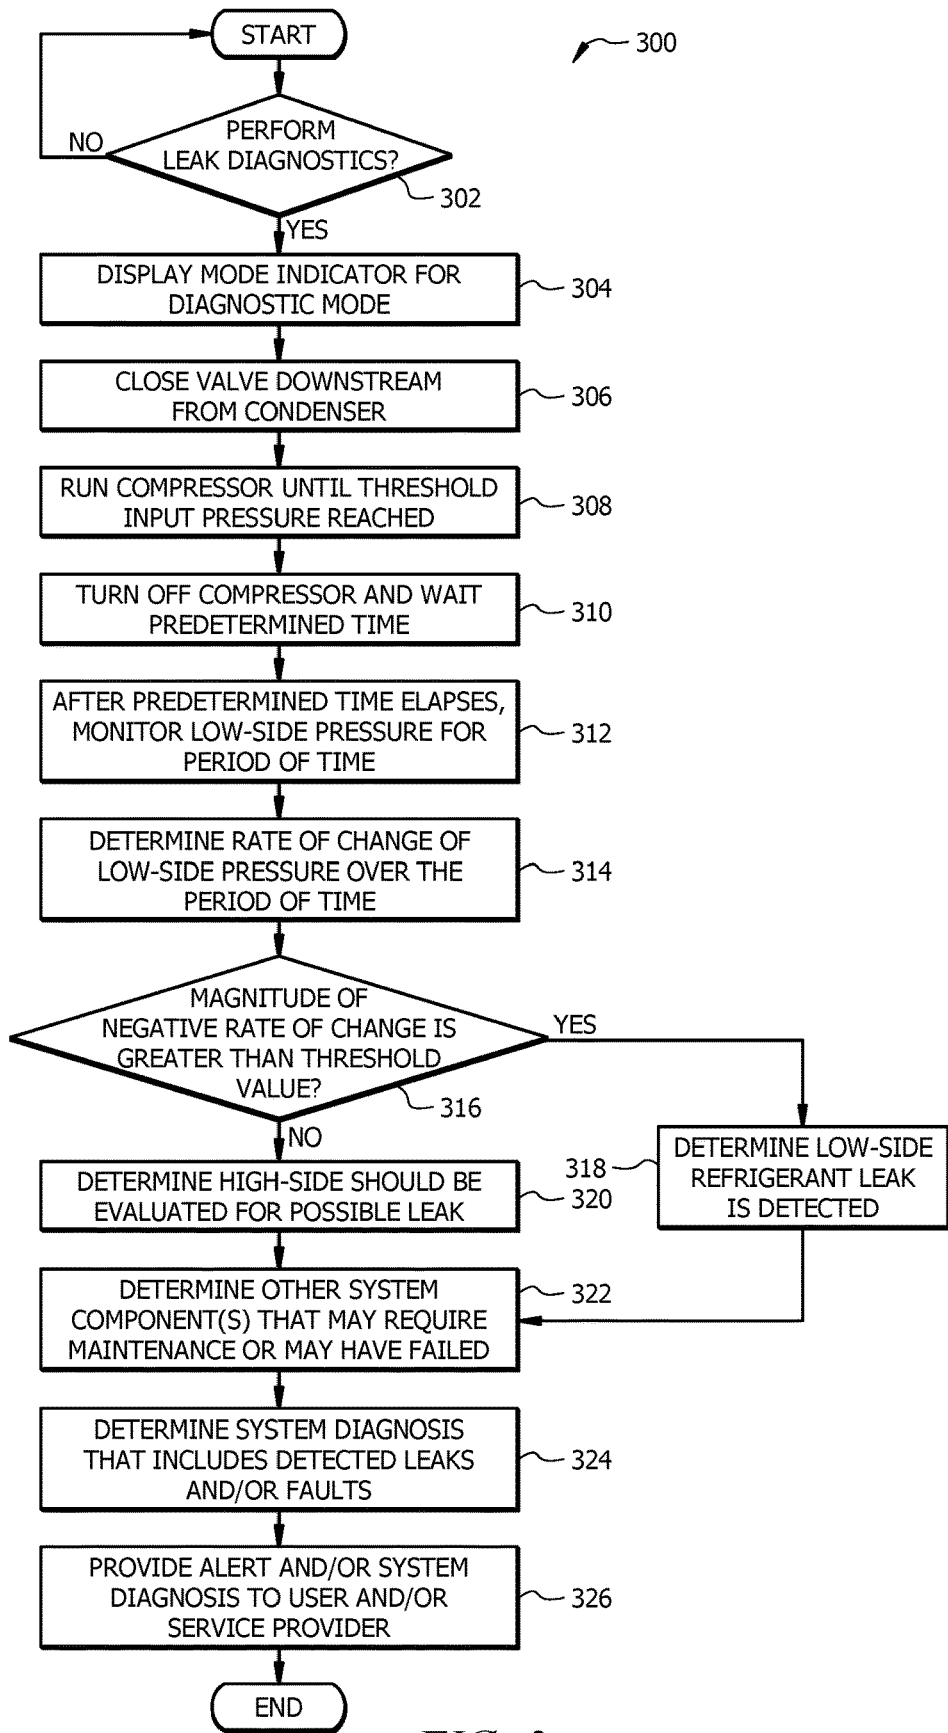 START
300
NO
PERFORM
LEAK DIAGNOSTICS?
302
YES
DISPLAY MODE INDICATOR FOR
DIAGNOSTIC MODE
304
CLOSE VALVE DOWNSTREAM
FROM CONDENSER
306
RUN COMPRESSOR UNTIL THRESHOLD
INPUT PRESSURE REACHED
308
TURN OFF COMPRESSOR AND WAIT
PREDETERMINED TIME
310
AFTER PREDETERMINED TIME ELAPSES,
MONITOR LOW-SIDE PRESSURE FOR
PERIOD OF TIME
312
DETERMINE RATE OF CHANGE OF
LOW-SIDE PRESSURE OVER THE
PERIOD OF TIME
314
MAGNITUDE OF
NEGATIVE RATE OF CHANGE IS
GREATER THAN THRESHOLD
VALUE?
YES
316
NO
DETERMINE LOW-SIDE
REFRIGERANT LEAK
IS DETECTED
318
DETERMINE HIGH-SIDE SHOULD BE
EVALUATED FOR POSSIBLE LEAK
320
DETERMINE OTHER SYSTEM
COMPONENT(S) THAT MAY REQUIRE
MAINTENANCE OR MAY HAVE FAILED
322
DETERMINE SYSTEM DIAGNOSIS
THAT INCLUDES DETECTED LEAKS
AND/OR FAULTS
324
PROVIDE ALERT AND/OR SYSTEM
DIAGNOSIS TO USER AND/OR
SERVICE PROVIDER
326
END